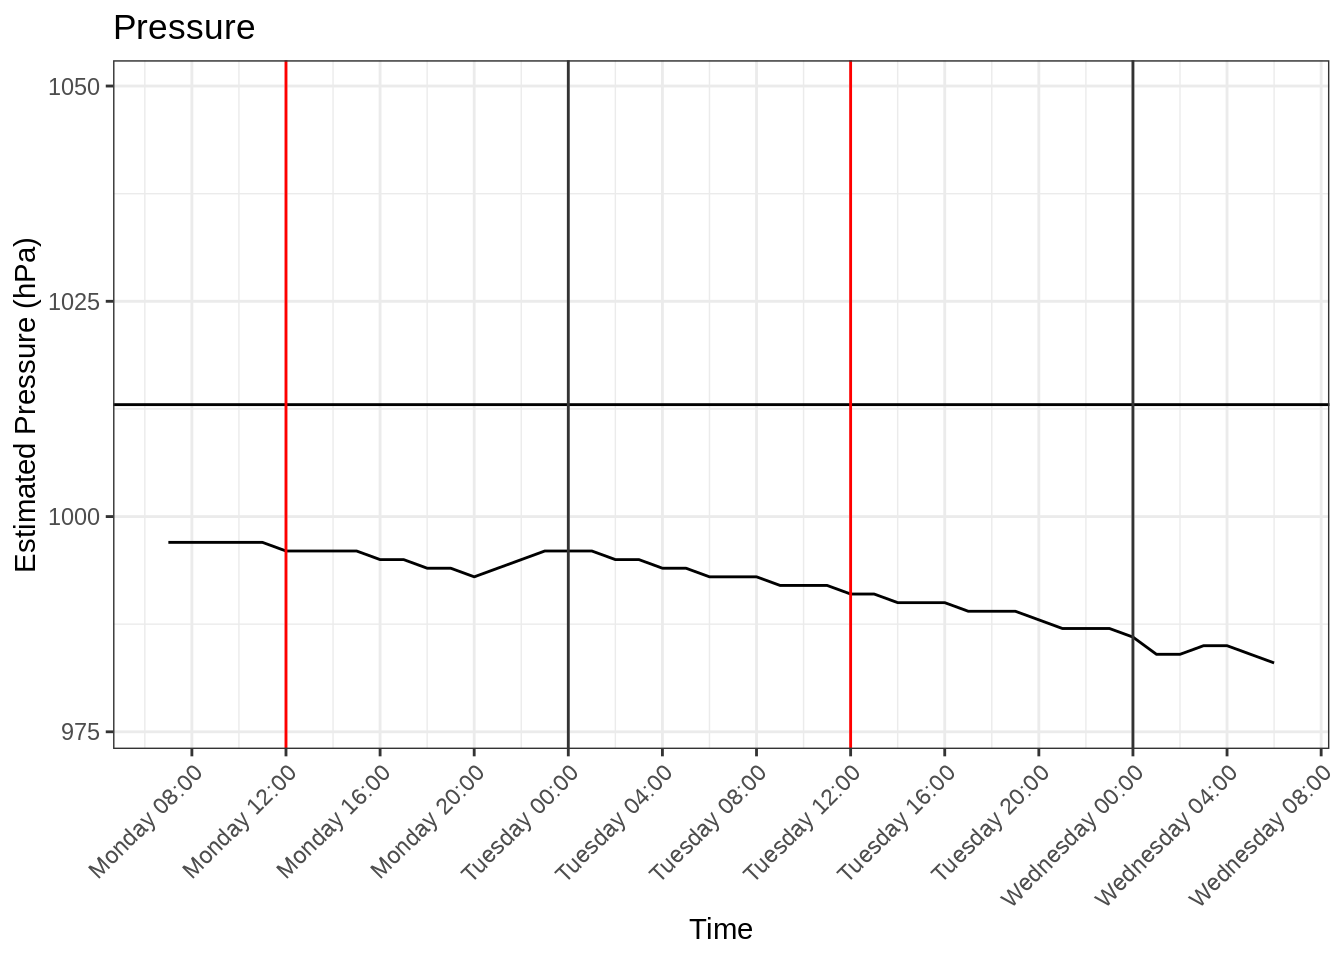 Pressure
Estimated Pressure (hPa)
1050
1025
1000
975
Monday 08:00
Monday 12:00
Monday 16:00
Monday 20:00
Tuesday 00:00
Tuesday 04:00
Tuesday 08:00
Tuesday 12:00
Tuesday 16:00
Tuesday 20:00
Wednesday 00:00
Wednesday 04:00
Wednesday 08:00
Time